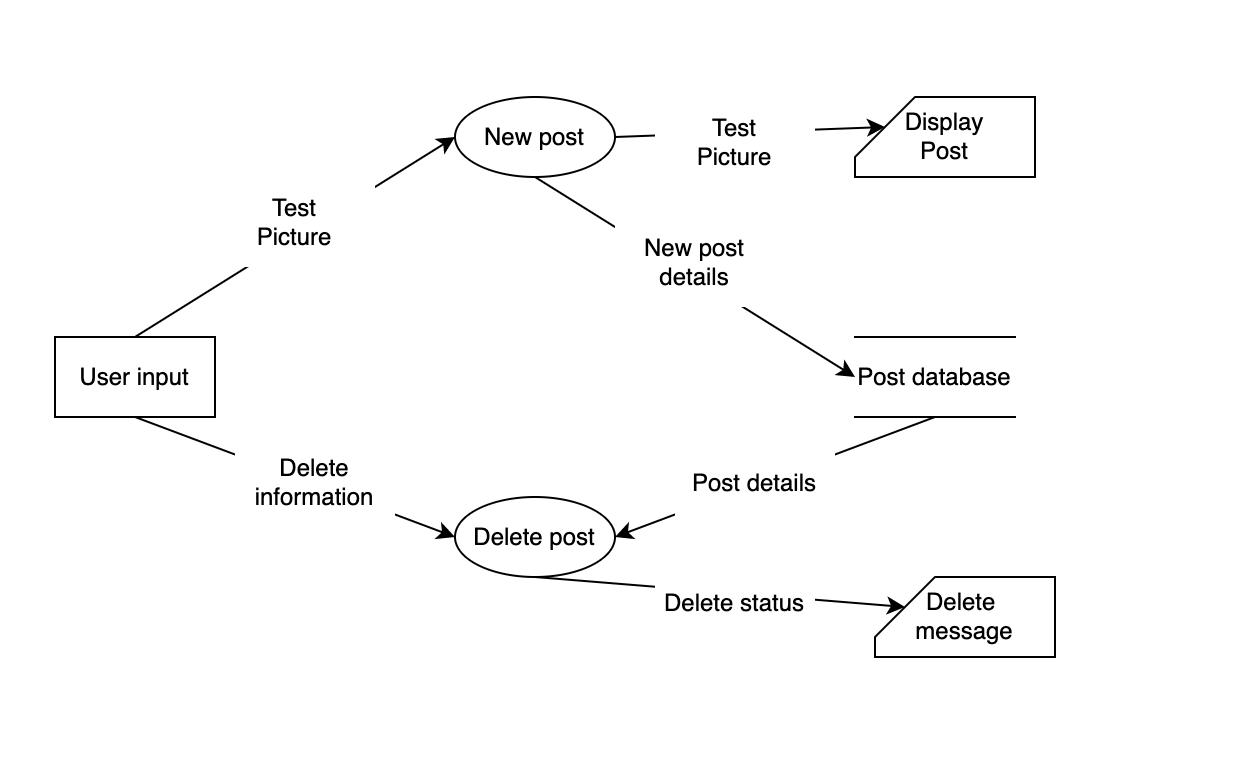 New post
Test
Picture
Display
Post
Test
Picture
New post
details
User input
Post database
Delete
information
Post details
Delete post
Delete status
Delete
message